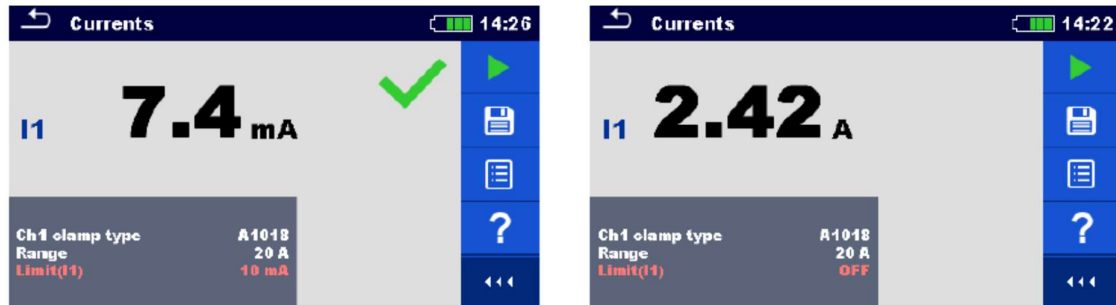 Currents 14:26
I1 7.4 mA
Ch1 clamp type A1018
Range 20 A
Limit(I1) 10 mA
?
Currents 14:22
I1 2.42 A
Ch1 clamp type A1018
Range 20 A
Limit(I1) OFF
?